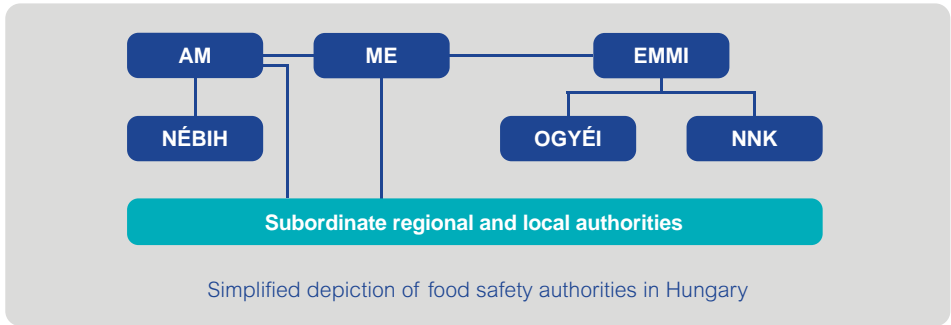 AM
ME
EMMI
NÉBIH
OGYÉI
NNK
Subordinate regional and local authorities
Simplified depiction of food safety authorities in Hungary